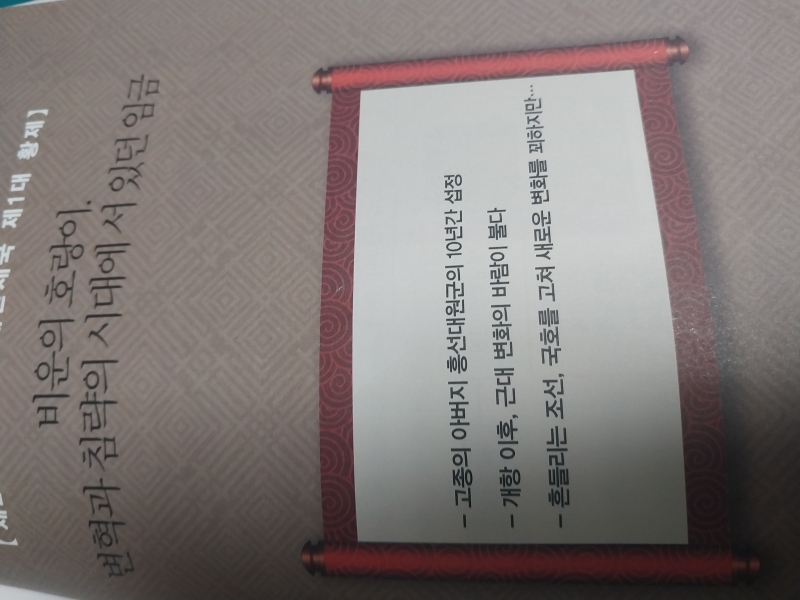 제1대 황제]
비운의 호랑이,
변혁과 침략의 시대에 서 있던 임금
- 고종의 아버지 흥선대원군의 10년간 섭정
- 개항 이후, 근대 변화의 바람이 불다
- 흔들리는 조선, 국호를 고쳐 새로운 변화를 꾀하지만…